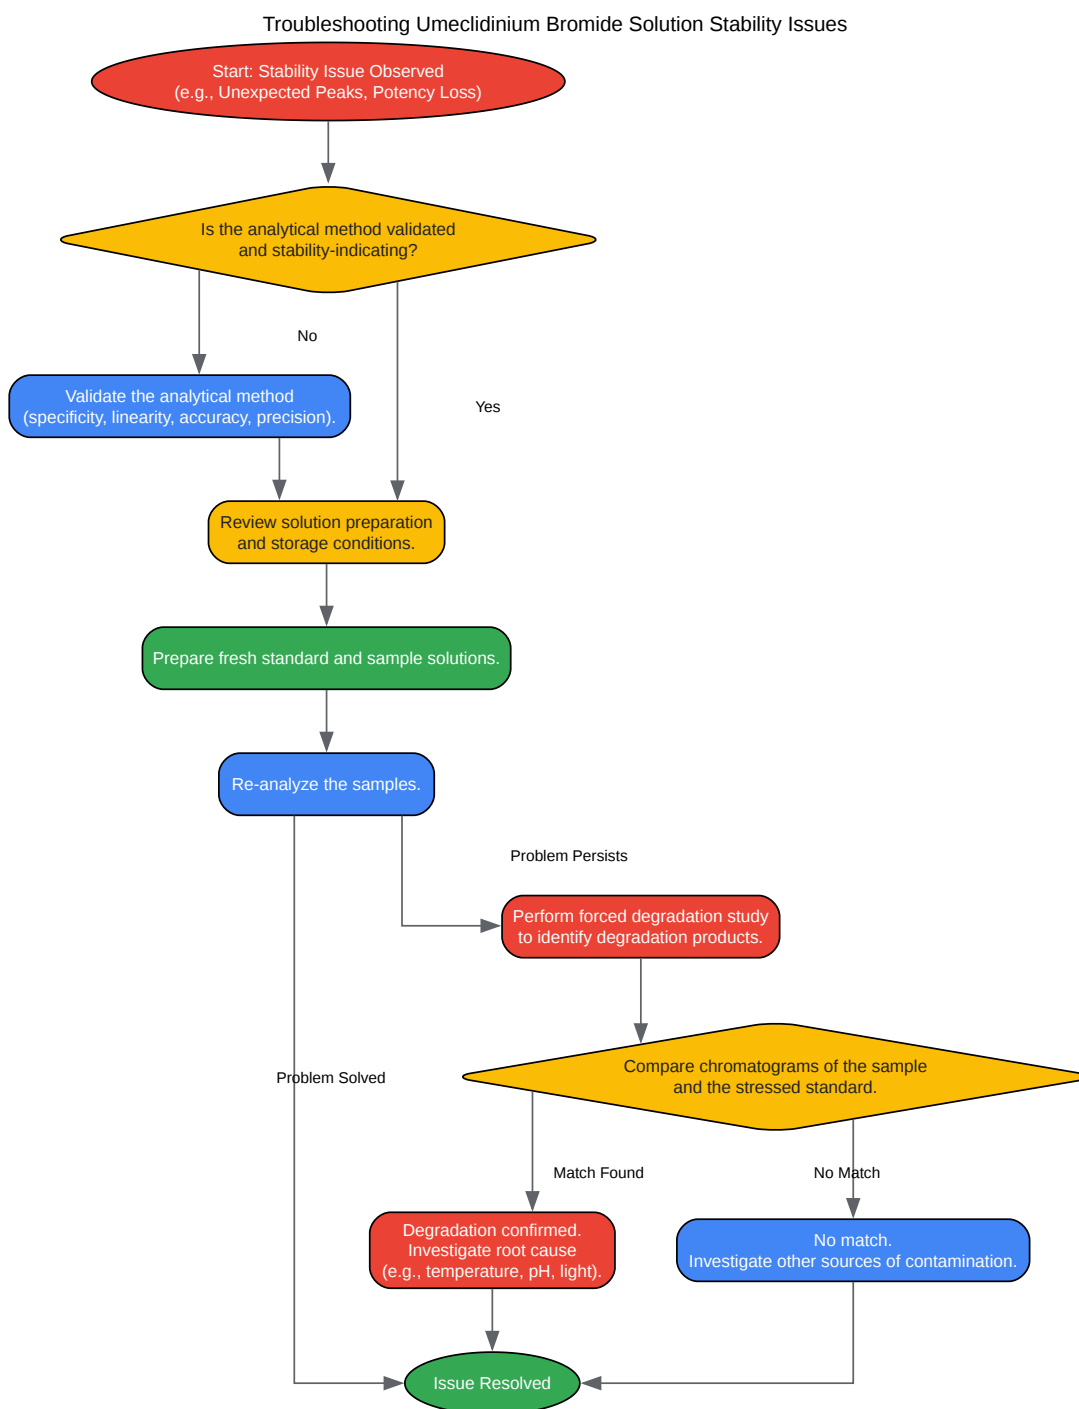 Troubleshooting Umeclidinium Bromide Solution Stability Issues
Start: Stability Issue Observed
(e.g., Unexpected Peaks, Potency Loss)
Is the analytical method validated
and stability-indicating?
No
Yes
Validate the analytical method
(specificity, linearity, accuracy, precision).
Review solution preparation
and storage conditions.
Prepare fresh standard and sample solutions.
Re-analyze the samples.
Problem Persists
Perform forced degradation study
to identify degradation products.
Problem Solved
Compare chromatograms of the sample
and the stressed standard.
Match Found
No Match
Degradation confirmed.
Investigate root cause
(e.g., temperature, pH, light).
No match.
Investigate other sources of contamination.
Issue Resolved